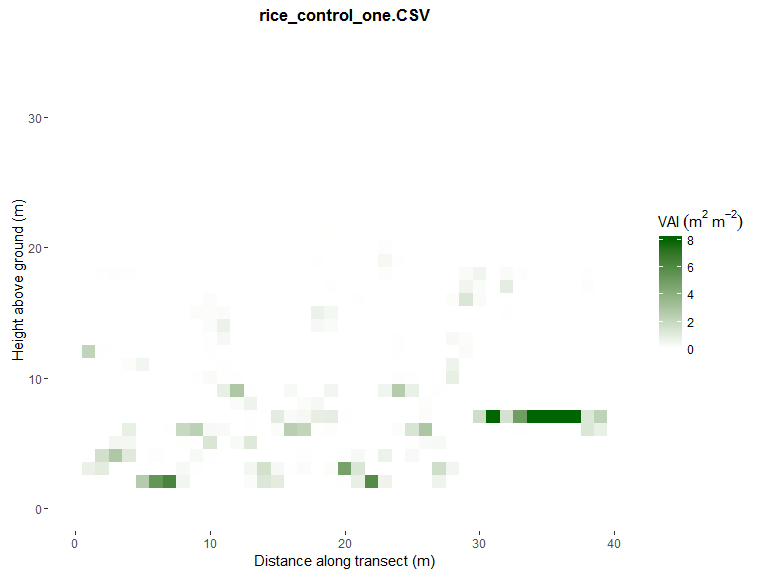 rice_control_one.CSV
Height above ground (m)
30
20
10
0
0 10 20 30 40
Distance along transect (m)
VAI (m² m⁻²)
8
6
4
2
0